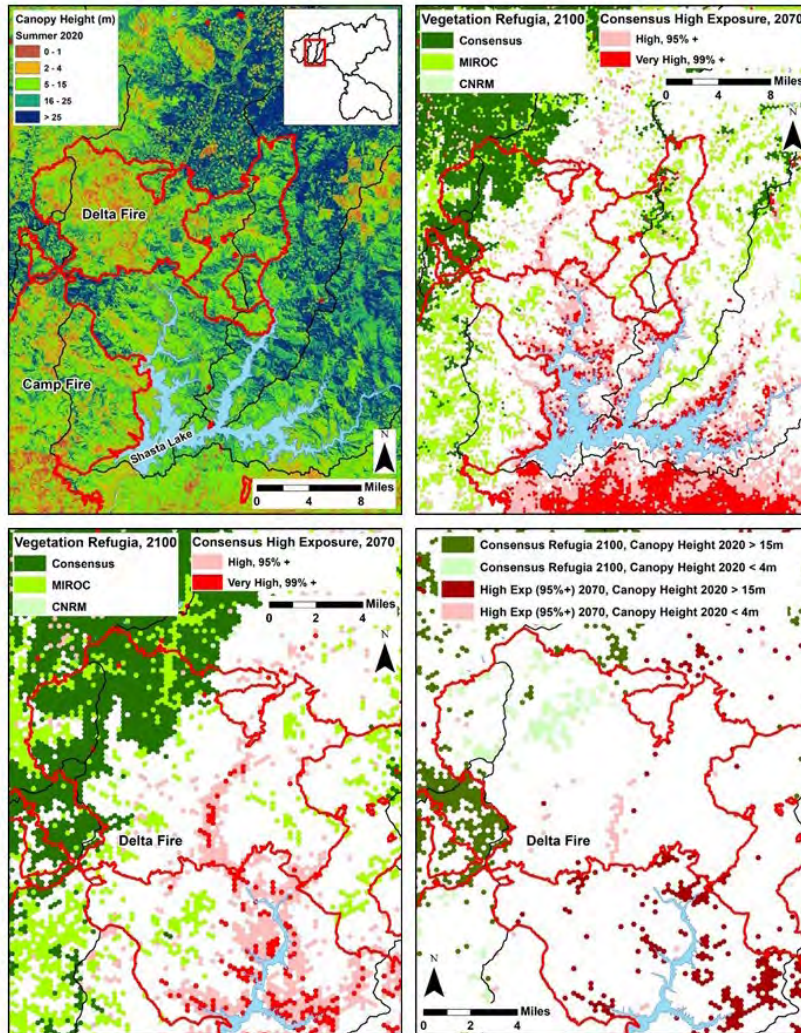 Canopy Height (m)
Summer 2020
0 - 1
2 - 4
5 - 15
16 - 25
> 25
Delta Fire
Camp Fire
Shasta Lake
N
Miles
0 4 8
Vegetation Refugia, 2100
Consensus
MIROC
CNRM
Consensus High Exposure, 2070
High, 95% +
Very High, 99% +
Miles
0 4 8
N
Vegetation Refugia, 2100
Consensus
MIROC
CNRM
Consensus High Exposure, 2070
High, 95% +
Very High, 99% +
Miles
0 2 4
N
Delta Fire
Consensus Refugia 2100, Canopy Height 2020 > 15m
Consensus Refugia 2100, Canopy Height 2020 < 4m
High Exp (95%+) 2070, Canopy Height 2020 > 15m
High Exp (95%+) 2070, Canopy Height 2020 < 4m
Delta Fire
N
Miles
0 2 4